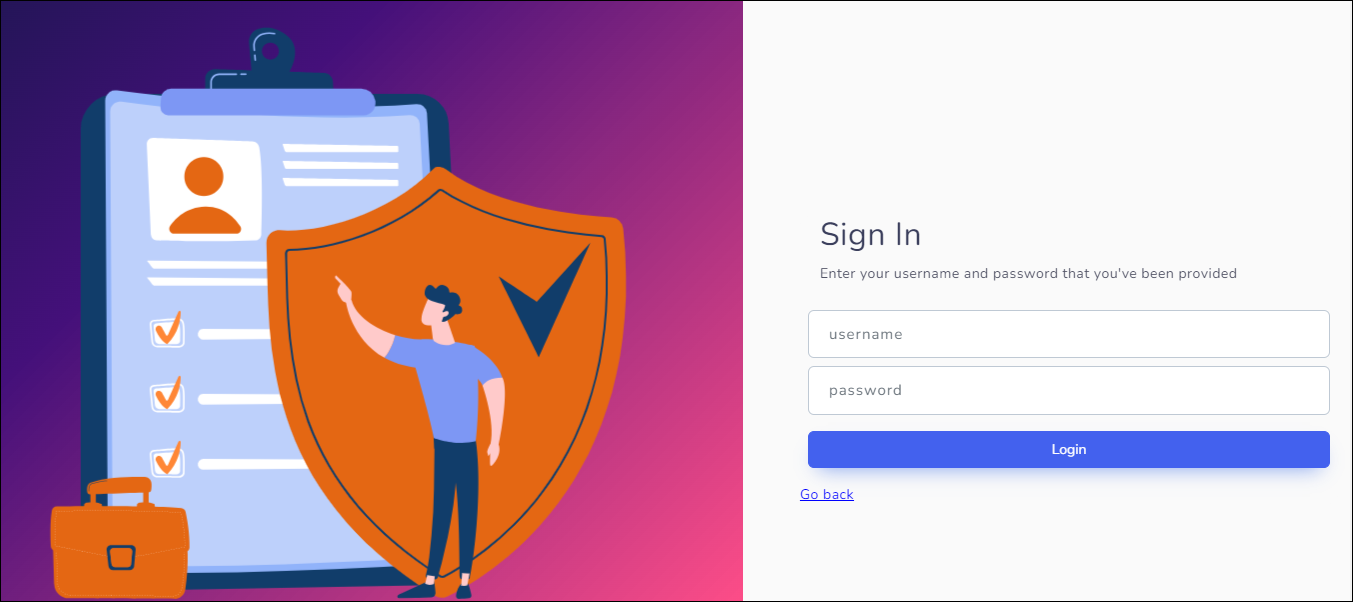 Sign In
Enter your username and password that you've been provided
username
password
Login
Go back